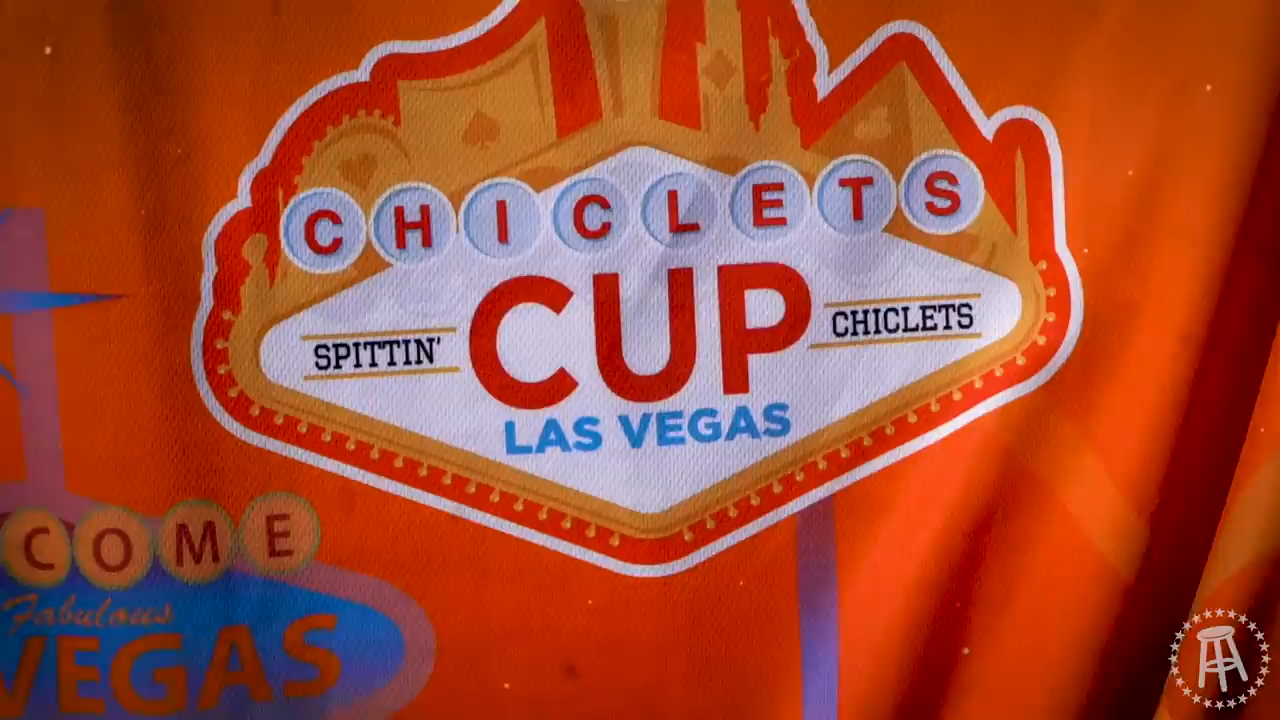 CHICLETS
SPITTIN' CUP CHICLETS
LAS VEGAS
COME
Fabulous
VEGAS